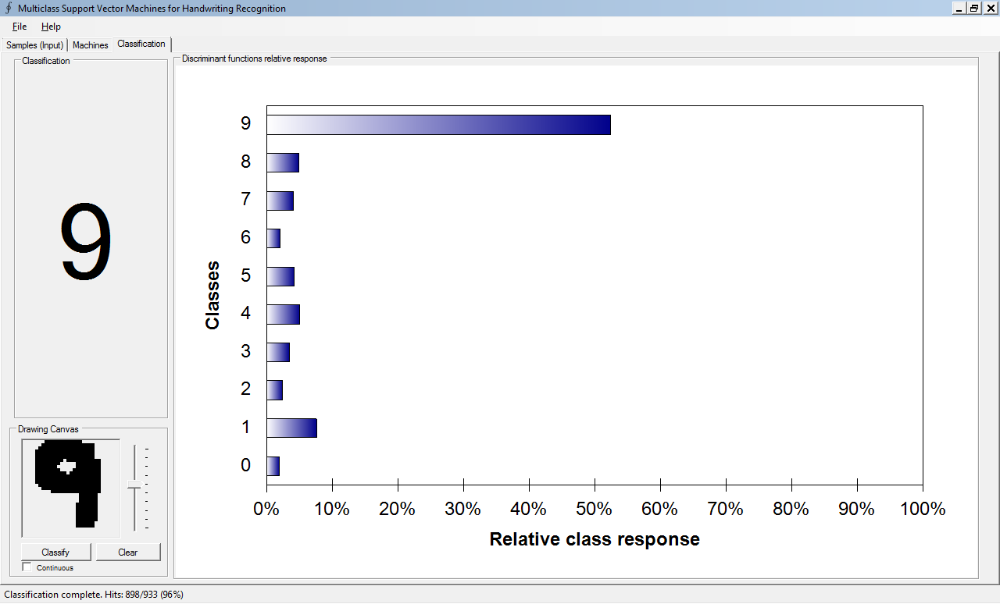 Multiclass Support Vector Machines for Handwriting Recognition
File Help
Samples (Input) Machines Classification
Classification
9
Drawing Canvas
9
Classify Clear
Continuous
Discriminant functions relative response
Classes
9
8
7
6
5
4
3
2
1
0
0% 10% 20% 30% 40% 50% 60% 70% 80% 90% 100%
Relative class response
Classification complete. Hits: 898/933 (96%)